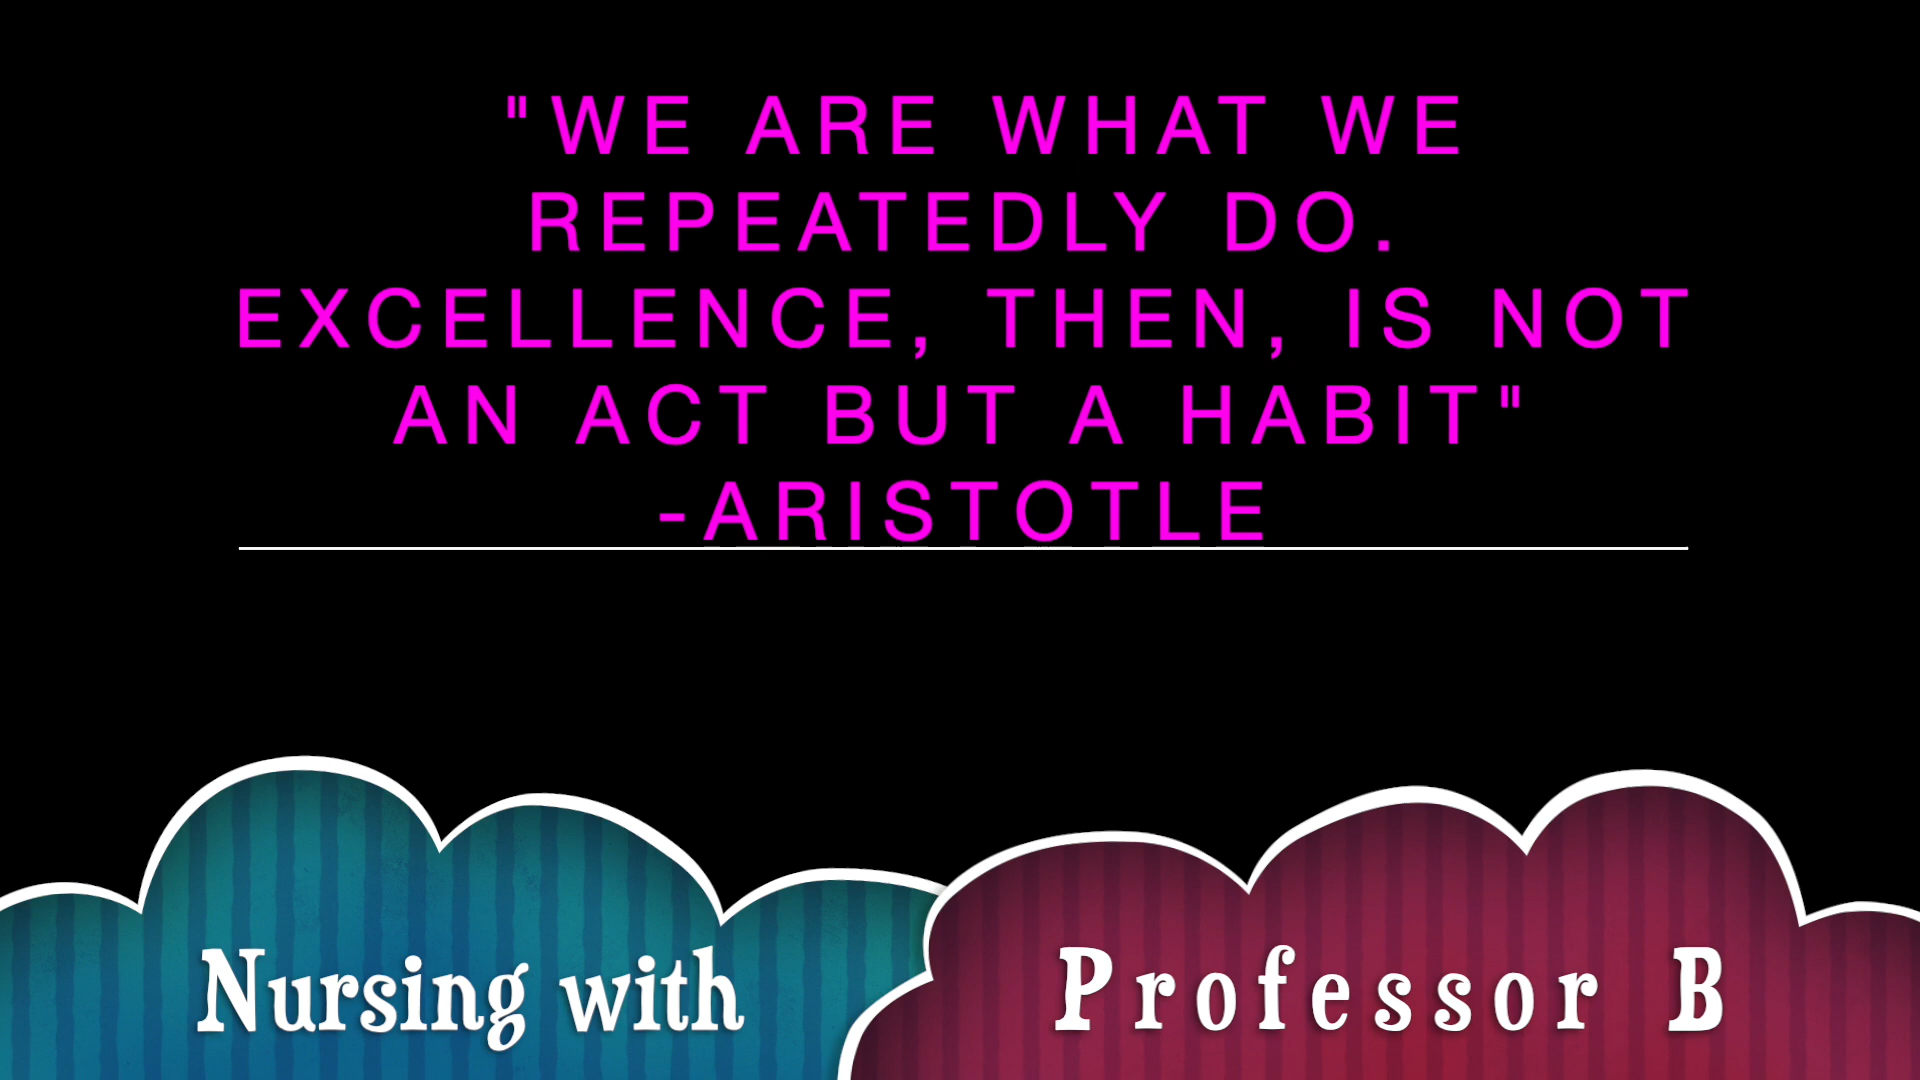 "WE ARE WHAT WE
REPEATEDLY DO.
EXCELLENCE, THEN, IS NOT
AN ACT BUT A HABIT"
-ARISTOTLE
Nursing with
Professor B